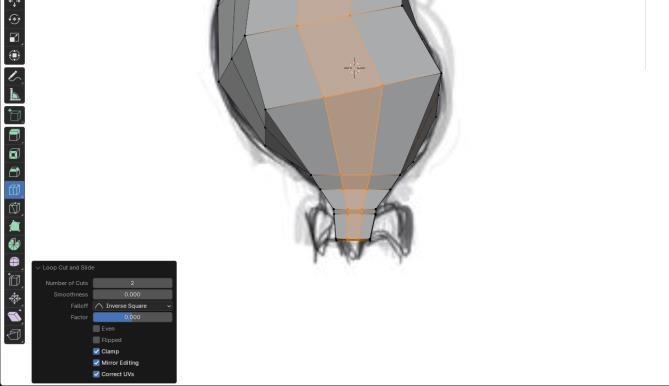 Loop Cut and Slide
Number of Cuts 2
Smoothness 0.000
Falloff Inverse Square
Factor 0.000
Even
Flipped
Clamp
Mirror Editing
Correct UVs